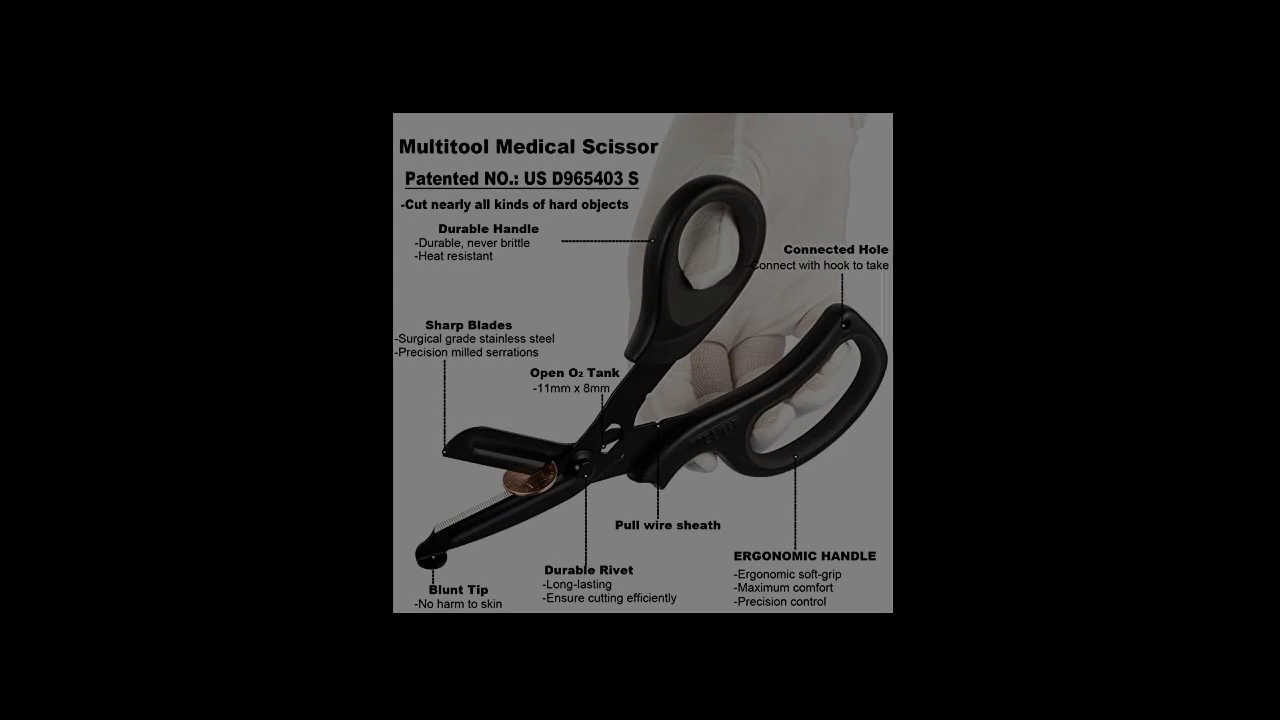 Multitool Medical Scissor
Patented NO.: US D965403 S
-Cut nearly all kinds of hard objects
Durable Handle
-Durable, never brittle
-Heat resistant
Connected Hole
-Connect with hook to take
Sharp Blades
-Surgical grade stainless steel
-Precision milled serrations
Open O₂ Tank
-11mm x 8mm
Pull wire sheath
Durable Rivet
-Long-lasting
-Ensure cutting efficiently
ERGONOMIC HANDLE
-Ergonomic soft-grip
-Maximum comfort
-Precision control
Blunt Tip
-No harm to skin